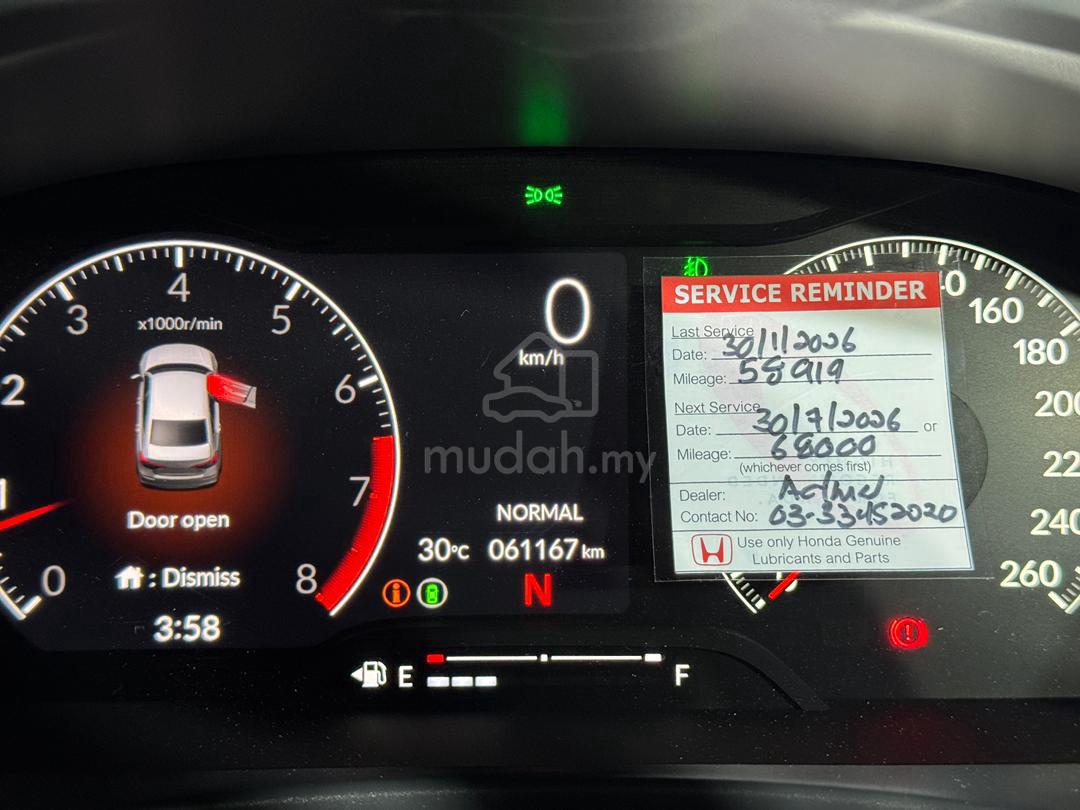 0
1
2
3
4
5
6
7
8
x1000r/min
Door open
: Dismiss
3:58
0
km/h
NORMAL
30°C 061167 km
N
E
F
mudah.my
SERVICE REMINDER
Last Service
Date: 30/1/2026
Mileage: 58919
Next Service
Date: 30/7/2026 or
Mileage: 68000
(whichever comes first)
Dealer:
Contact No: 03-33452020
Use only Honda Genuine
Lubricants and Parts
160
180
200
220
240
260